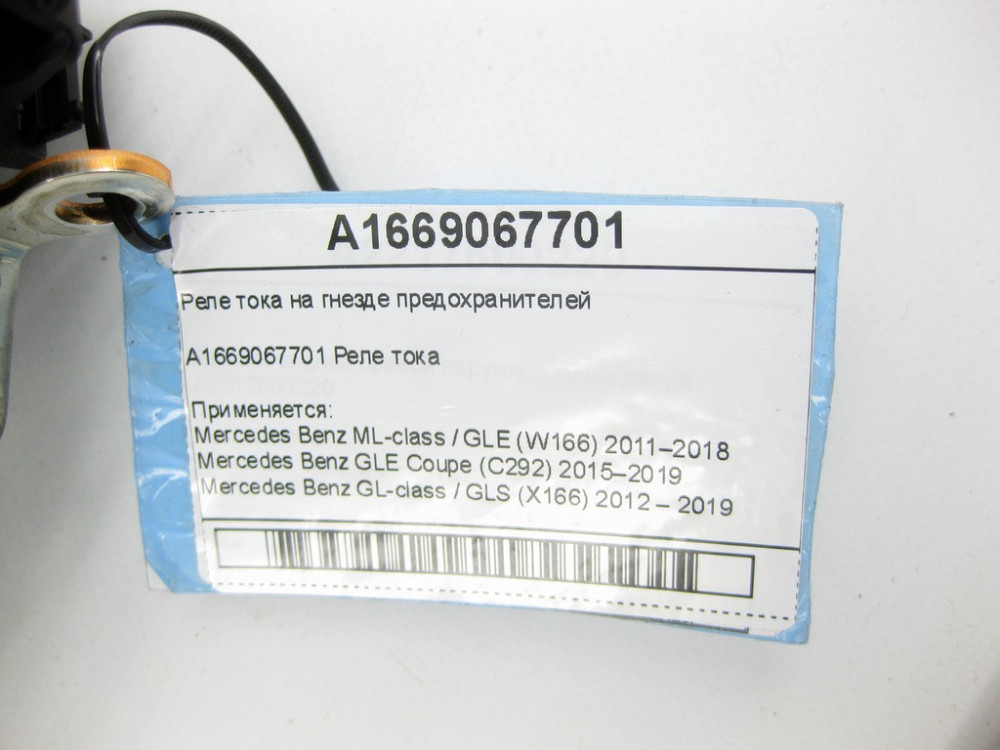 A1669067701
Реле тока на гнезде предохранителей
A1669067701 Реле тока
Применяется:
Mercedes Benz ML-class / GLE (W166) 2011–2018
Mercedes Benz GLE Coupe (C292) 2015–2019
Mercedes Benz GL-class / GLS (X166) 2012 – 2019